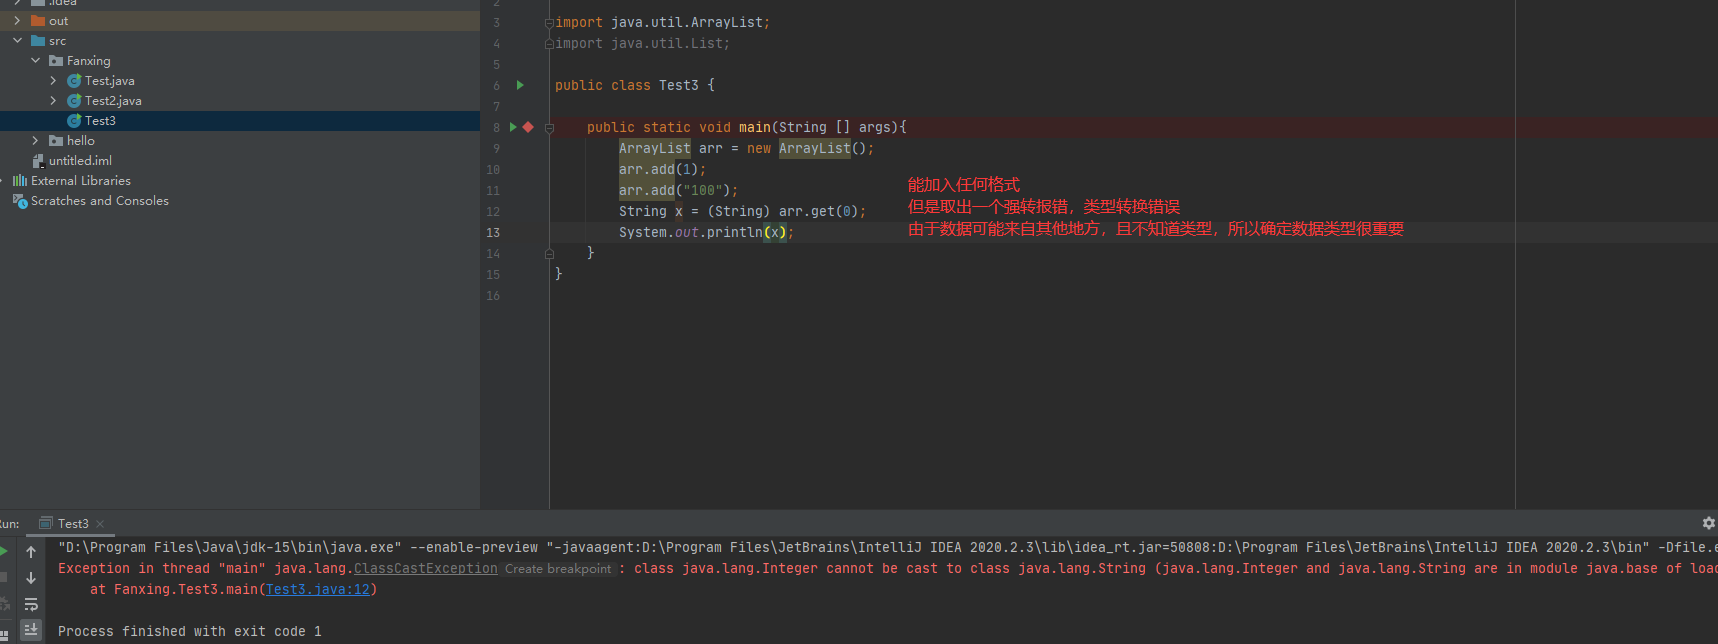 .idea
out
src
Fanxing
Test.java
Test2.java
Test3
hello
untitled.iml
External Libraries
Scratches and Consoles
2
3 import java.util.ArrayList;
4 import java.util.List;
5
6 public class Test3 {
7
8 public static void main(String [] args){
9 ArrayList arr = new ArrayList();
10 arr.add(1);
11 arr.add("100");
12 String x = (String) arr.get(0);
13 System.out.println(x);
14 }
15 }
16
能加入任何格式
但是取出一个强转报错，类型转换错误
由于数据可能来自其他地方，且不知道类型，所以确定数据类型很重要
Test3
"D:\Program Files\Java\jdk-15\bin\java.exe" --enable-preview "-javaagent:D:\Program Files\JetBrains\IntelliJ IDEA 2020.2.3\lib\idea_rt.jar=50808:D:\Program Files\JetBrains\IntelliJ IDEA 2020.2.3\bin" -Dfile.e
Exception in thread "main" java.lang.ClassCastException Create breakpoint : class java.lang.Integer cannot be cast to class java.lang.String (java.lang.Integer and java.lang.String are in module java.base of load
at Fanxing.Test3.main(Test3.java:12)
Process finished with exit code 1